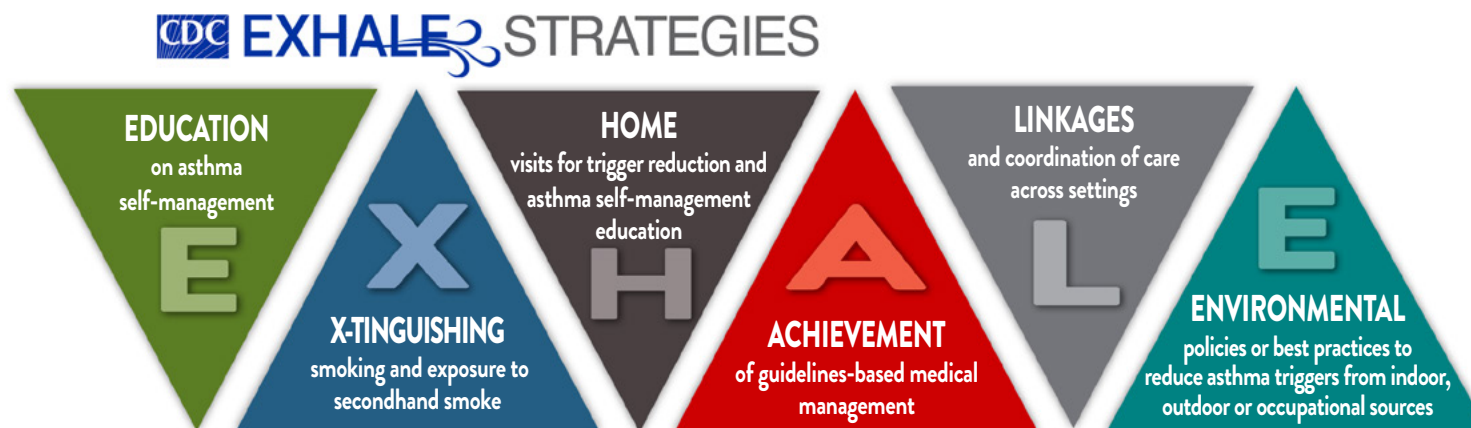 CDC EXHALE STRATEGIES
EDUCATION
on asthma
self-management
E
X
X-TINGUISHING
smoking and exposure to
secondhand smoke
HOME
visits for trigger reduction and
asthma self-management
education
H
A
ACHIEVEMENT
of guidelines-based medical
management
LINKAGES
and coordination of care
across settings
L
E
ENVIRONMENTAL
policies or best practices to
reduce asthma triggers from indoor,
outdoor or occupational sources